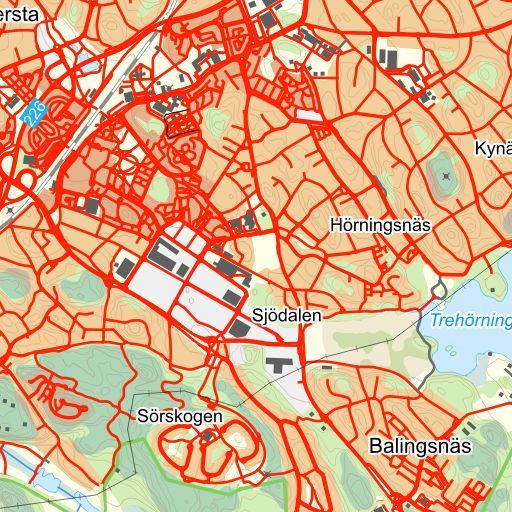 ersta
226
Kynä
Hörningsnäs
Sjödalen
Trehörning
Sörskogen
Balingsnäs